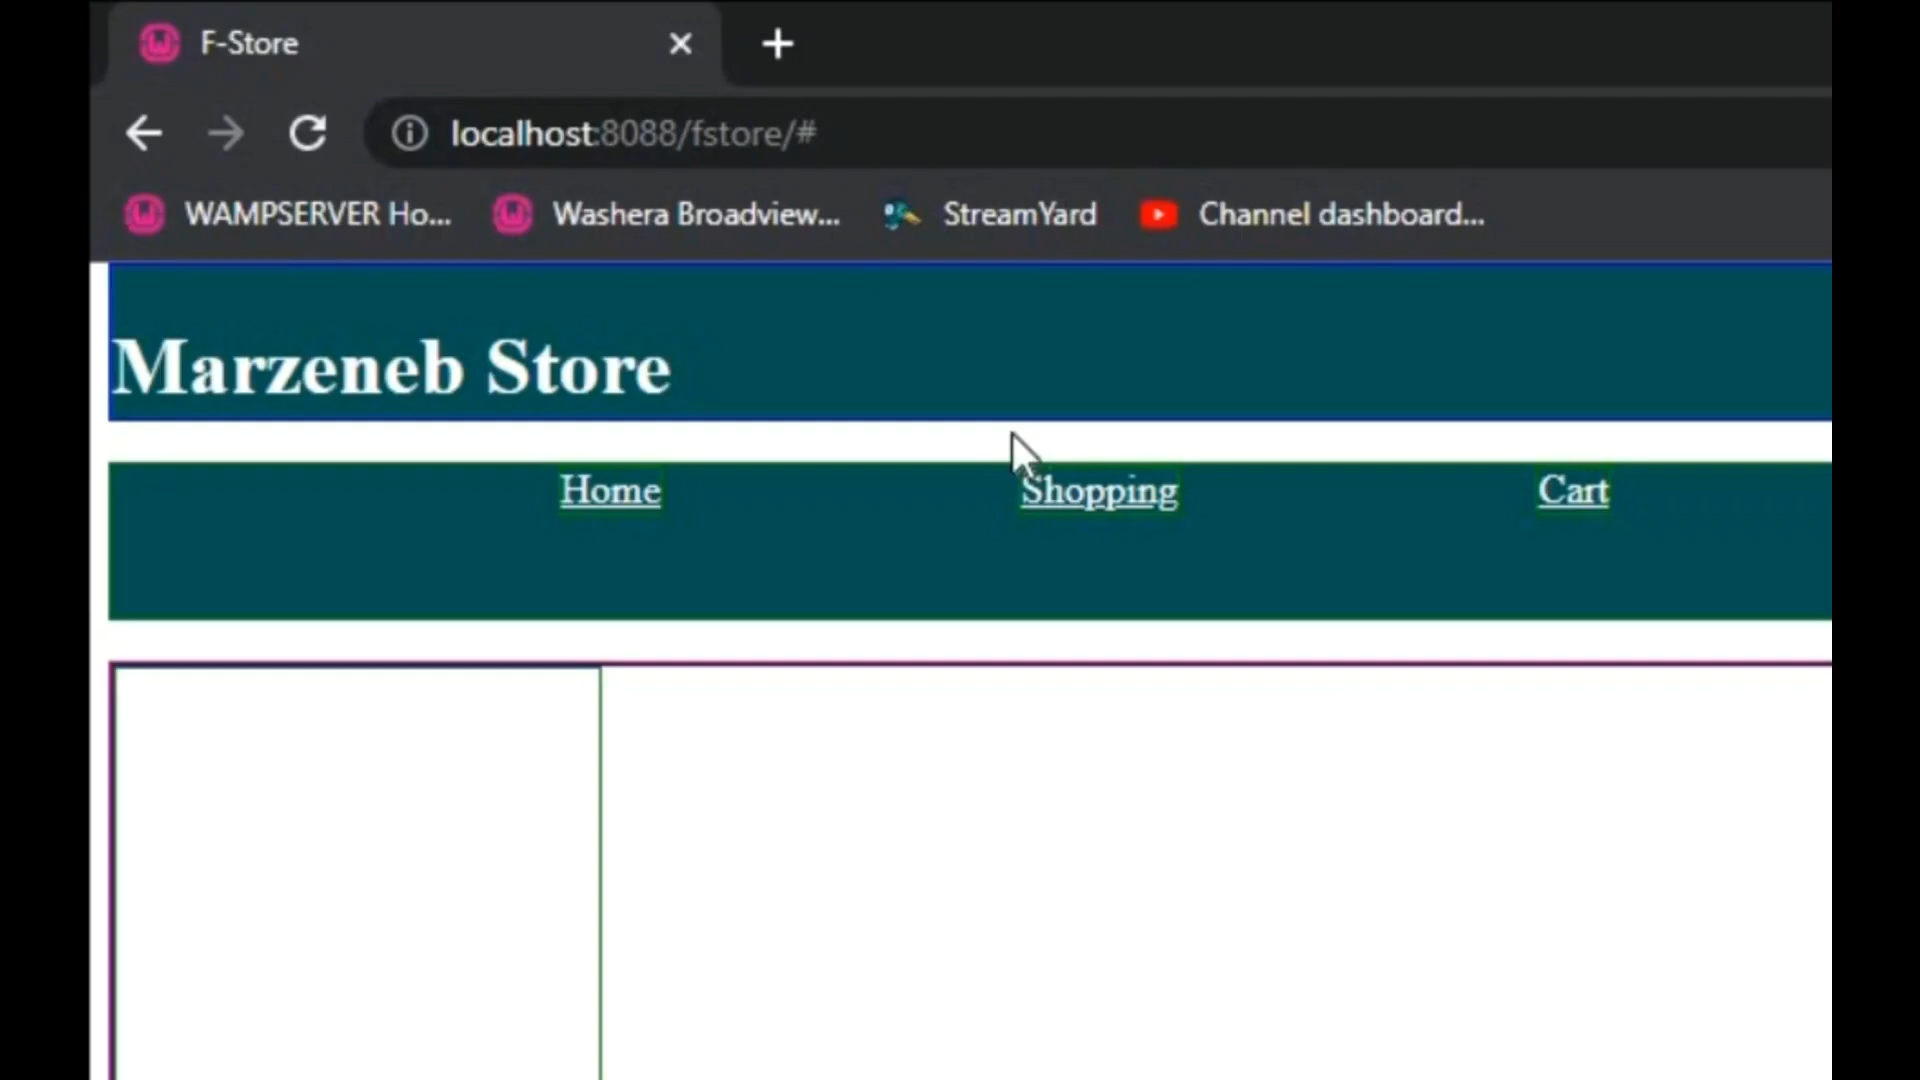 F-Store
localhost:8088/fstore/#
WAMPSERVER Ho... Washera Broadview... StreamYard Channel dashboard...
Marzeneb Store
Home Shopping Cart